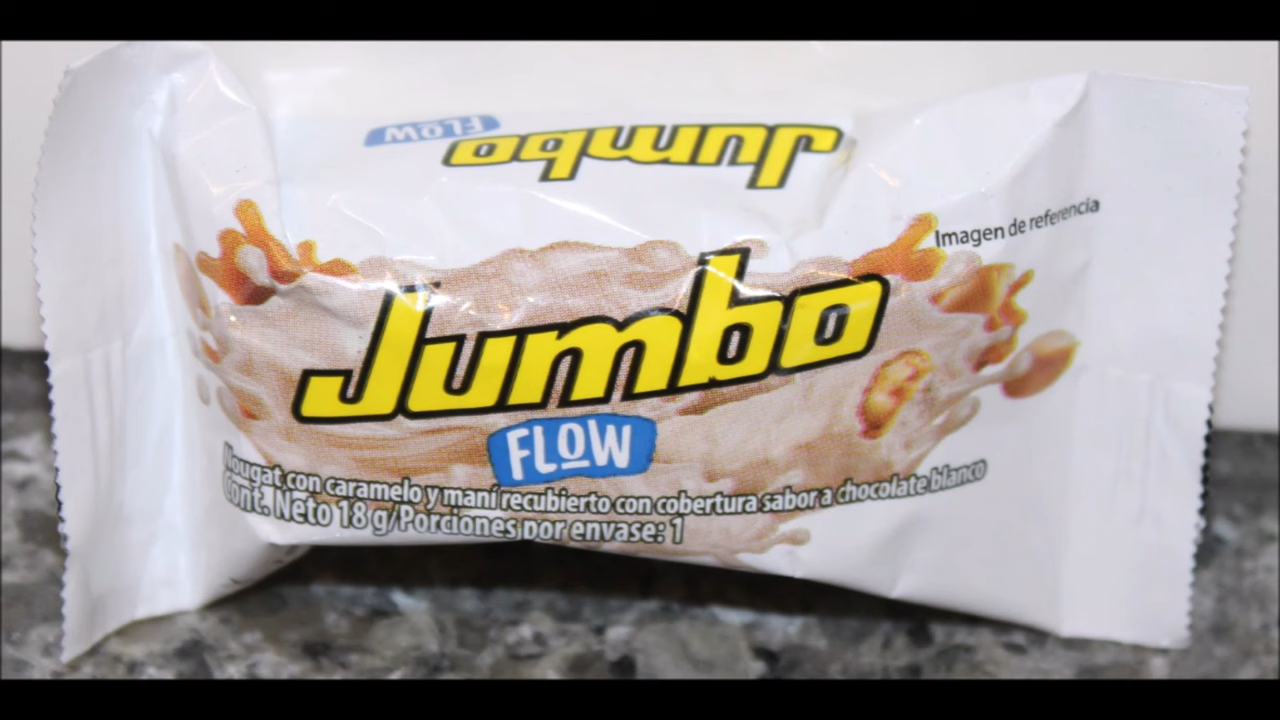 FLOW
Jumbo
Imagen de referencia
Jumbo
FLOW
Nougat con caramelo y maní recubierto con cobertura sabor a chocolate blanco
Cont. Neto 18 g/Porciones por envase: 1